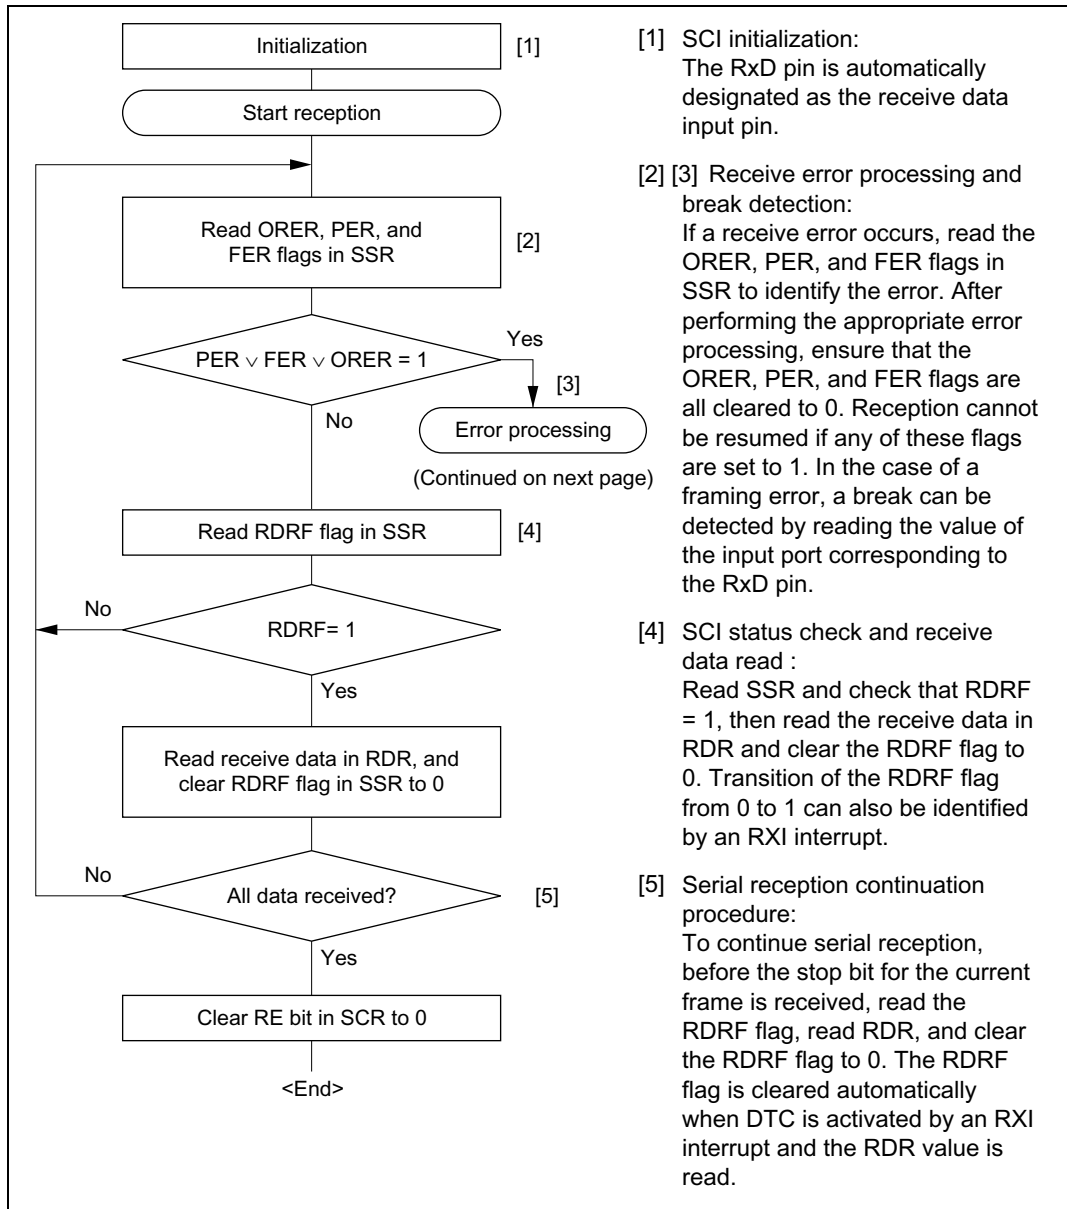 Initialization
[1]
Start reception
Read ORER, PER, and
FER flags in SSR
[2]
Yes
PER ∨ FER ∨ ORER = 1
[3]
No
Error processing
(Continued on next page)
Read RDRF flag in SSR
[4]
No
RDRF= 1
Yes
Read receive data in RDR, and
clear RDRF flag in SSR to 0
No
All data received?
[5]
Yes
Clear RE bit in SCR to 0
<End>
[1] SCI initialization:
The RxD pin is automatically
designated as the receive data
input pin.
[2] [3] Receive error processing and
break detection:
If a receive error occurs, read the
ORER, PER, and FER flags in
SSR to identify the error. After
performing the appropriate error
processing, ensure that the
ORER, PER, and FER flags are
all cleared to 0. Reception cannot
be resumed if any of these flags
are set to 1. In the case of a
framing error, a break can be
detected by reading the value of
the input port corresponding to
the RxD pin.
[4] SCI status check and receive
data read :
Read SSR and check that RDRF
= 1, then read the receive data in
RDR and clear the RDRF flag to
0. Transition of the RDRF flag
from 0 to 1 can also be identified
by an RXI interrupt.
[5] Serial reception continuation
procedure:
To continue serial reception,
before the stop bit for the current
frame is received, read the
RDRF flag, read RDR, and clear
the RDRF flag to 0. The RDRF
flag is cleared automatically
when DTC is activated by an RXI
interrupt and the RDR value is
read.